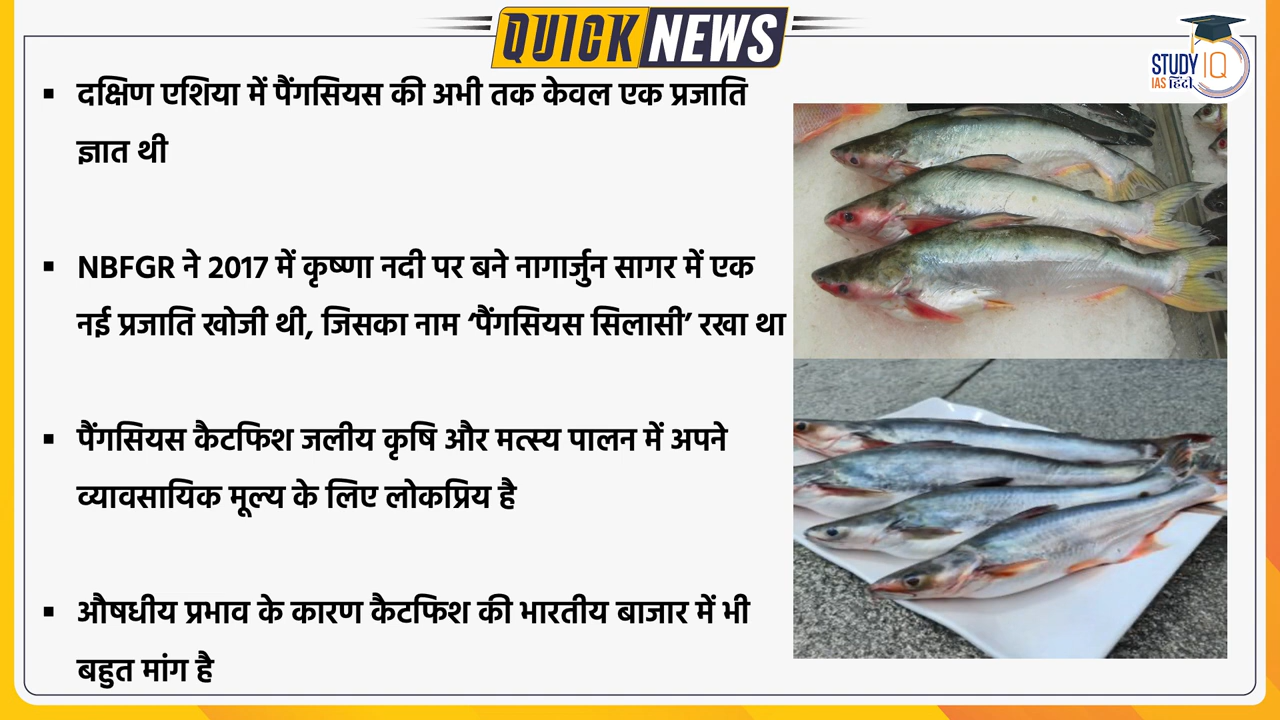 QUICK NEWS
STUDY IQ
IAS हिंदी
▪ दक्षिण एशिया में पैंगसियस की अभी तक केवल एक प्रजाति
ज्ञात थी
▪ NBFGR ने 2017 में कृष्णा नदी पर बने नागार्जुन सागर में एक
नई प्रजाति खोजी थी, जिसका नाम ‘पैंगसियस सिलासी’ रखा था
▪ पैंगसियस कैटफिश जलीय कृषि और मत्स्य पालन में अपने
व्यावसायिक मूल्य के लिए लोकप्रिय है
▪ औषधीय प्रभाव के कारण कैटफिश की भारतीय बाजार में भी
बहुत मांग है